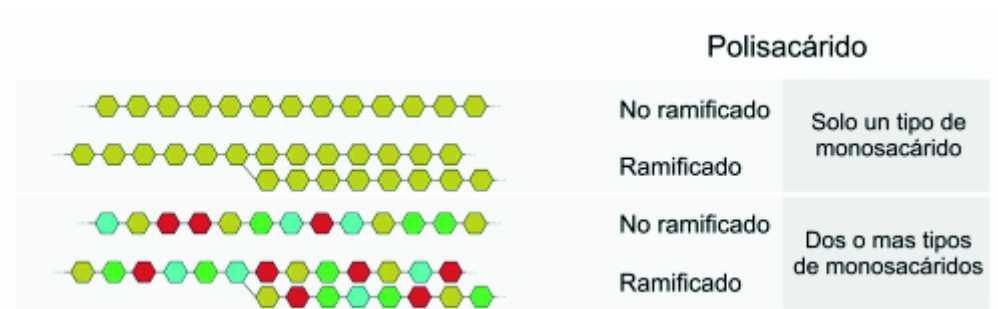 Polisacárido
No ramificado
Ramificado
Solo un tipo de
monosacárido
No ramificado
Ramificado
Dos o mas tipos
de monosacáridos